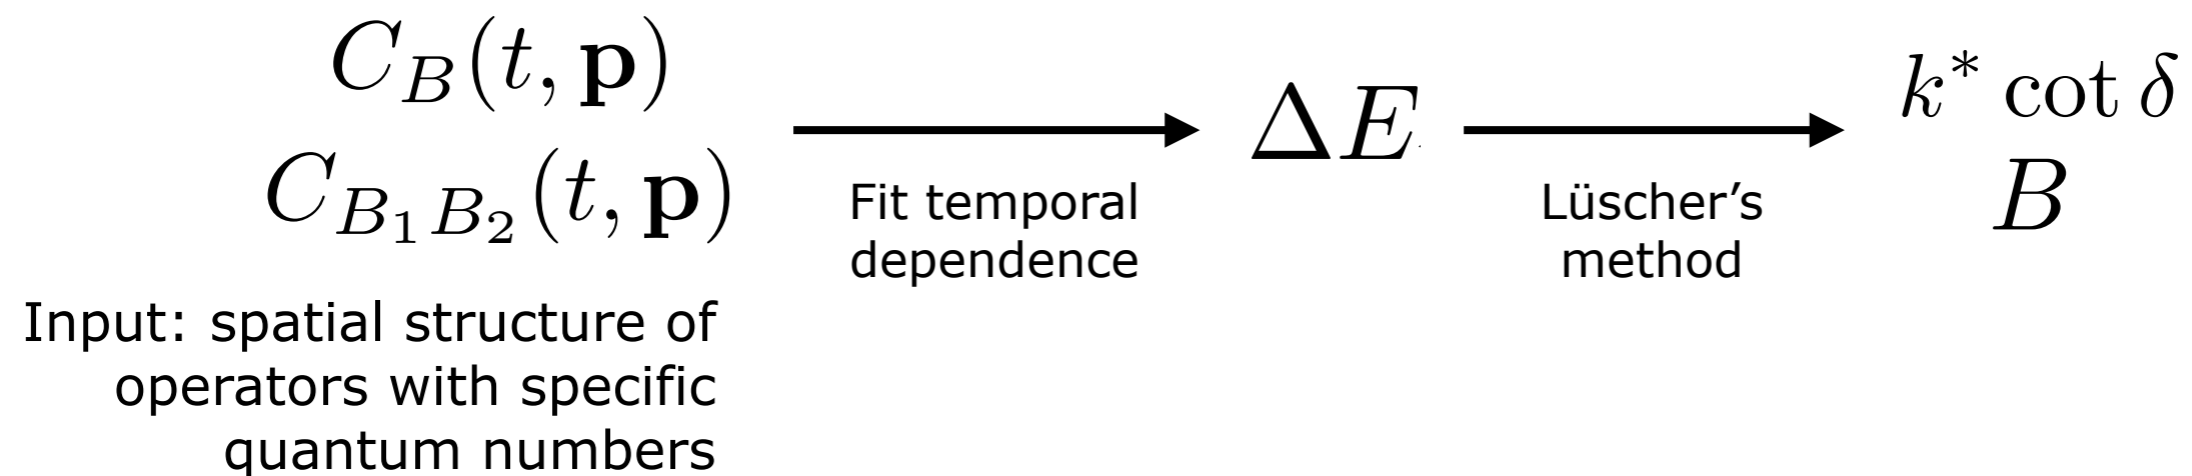 C_B(t, p)
C_{B_1 B_2}(t, p)
Input: spatial structure of
operators with specific
quantum numbers
Fit temporal
dependence
ΔE
Lüscher’s
method
k* cot δ
B